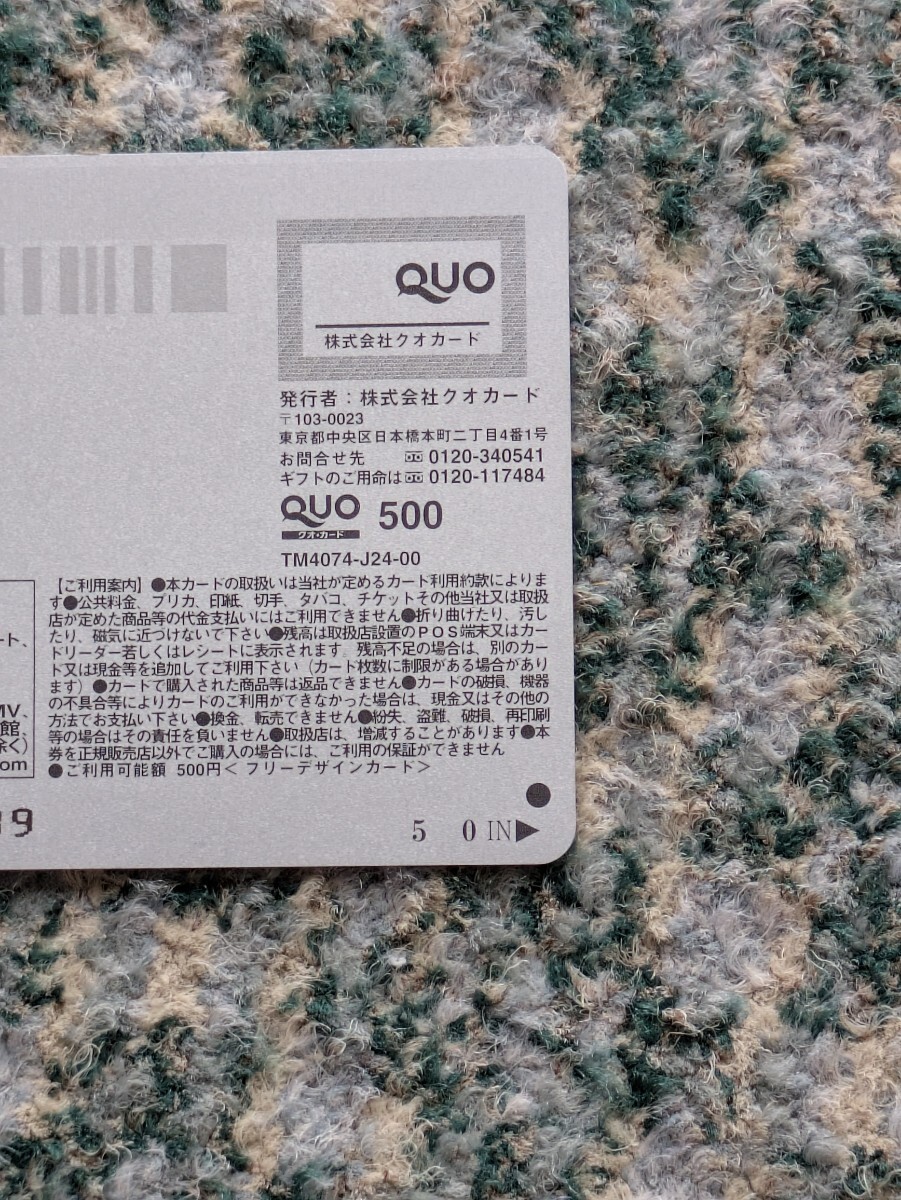 QUO
株式会社クオカード
発行者：株式会社クオカード
〒103-0023
東京都中央区日本橋本町二丁目4番1号
お問合せ先 0120-340541
ギフトのご用命は 0120-117484
QUO 500
クオ・カード
TM4074-J24-00
【ご利用案内】●本カードの取扱いは当社が定めるカード利用約款によりま
す●公共料金、プリカ、印紙、切手、タバコ、チケットその他当社又は取扱
店が定めた商品等の代金支払いにはご利用できません●折り曲げたり、汚し
たり、磁気に近づけないで下さい●残高は取扱店設置のPOS端末又はカー
ドリーダー若しくはレシートに表示されます。残高不足の場合は、別のカー
ド又は現金等を追加してご利用下さい（カード枚数に制限がある場合があり
ます）●カードで購入された商品等は返品できません●カードの破損、機器
の不具合等によりカードのご利用ができなかった場合は、現金又はその他の
方法でお支払い下さい●換金、転売できません●紛失、盗難、破損、再印刷
等の場合はその責任を負いません●取扱店は、増減することがあります●本
券を正規販売店以外でご購入の場合には、ご利用の保証ができません
●ご利用可能額 500円＜フリーデザインカード＞
ート、
MV、
館、
除く）
om
19
5 0 IN▶